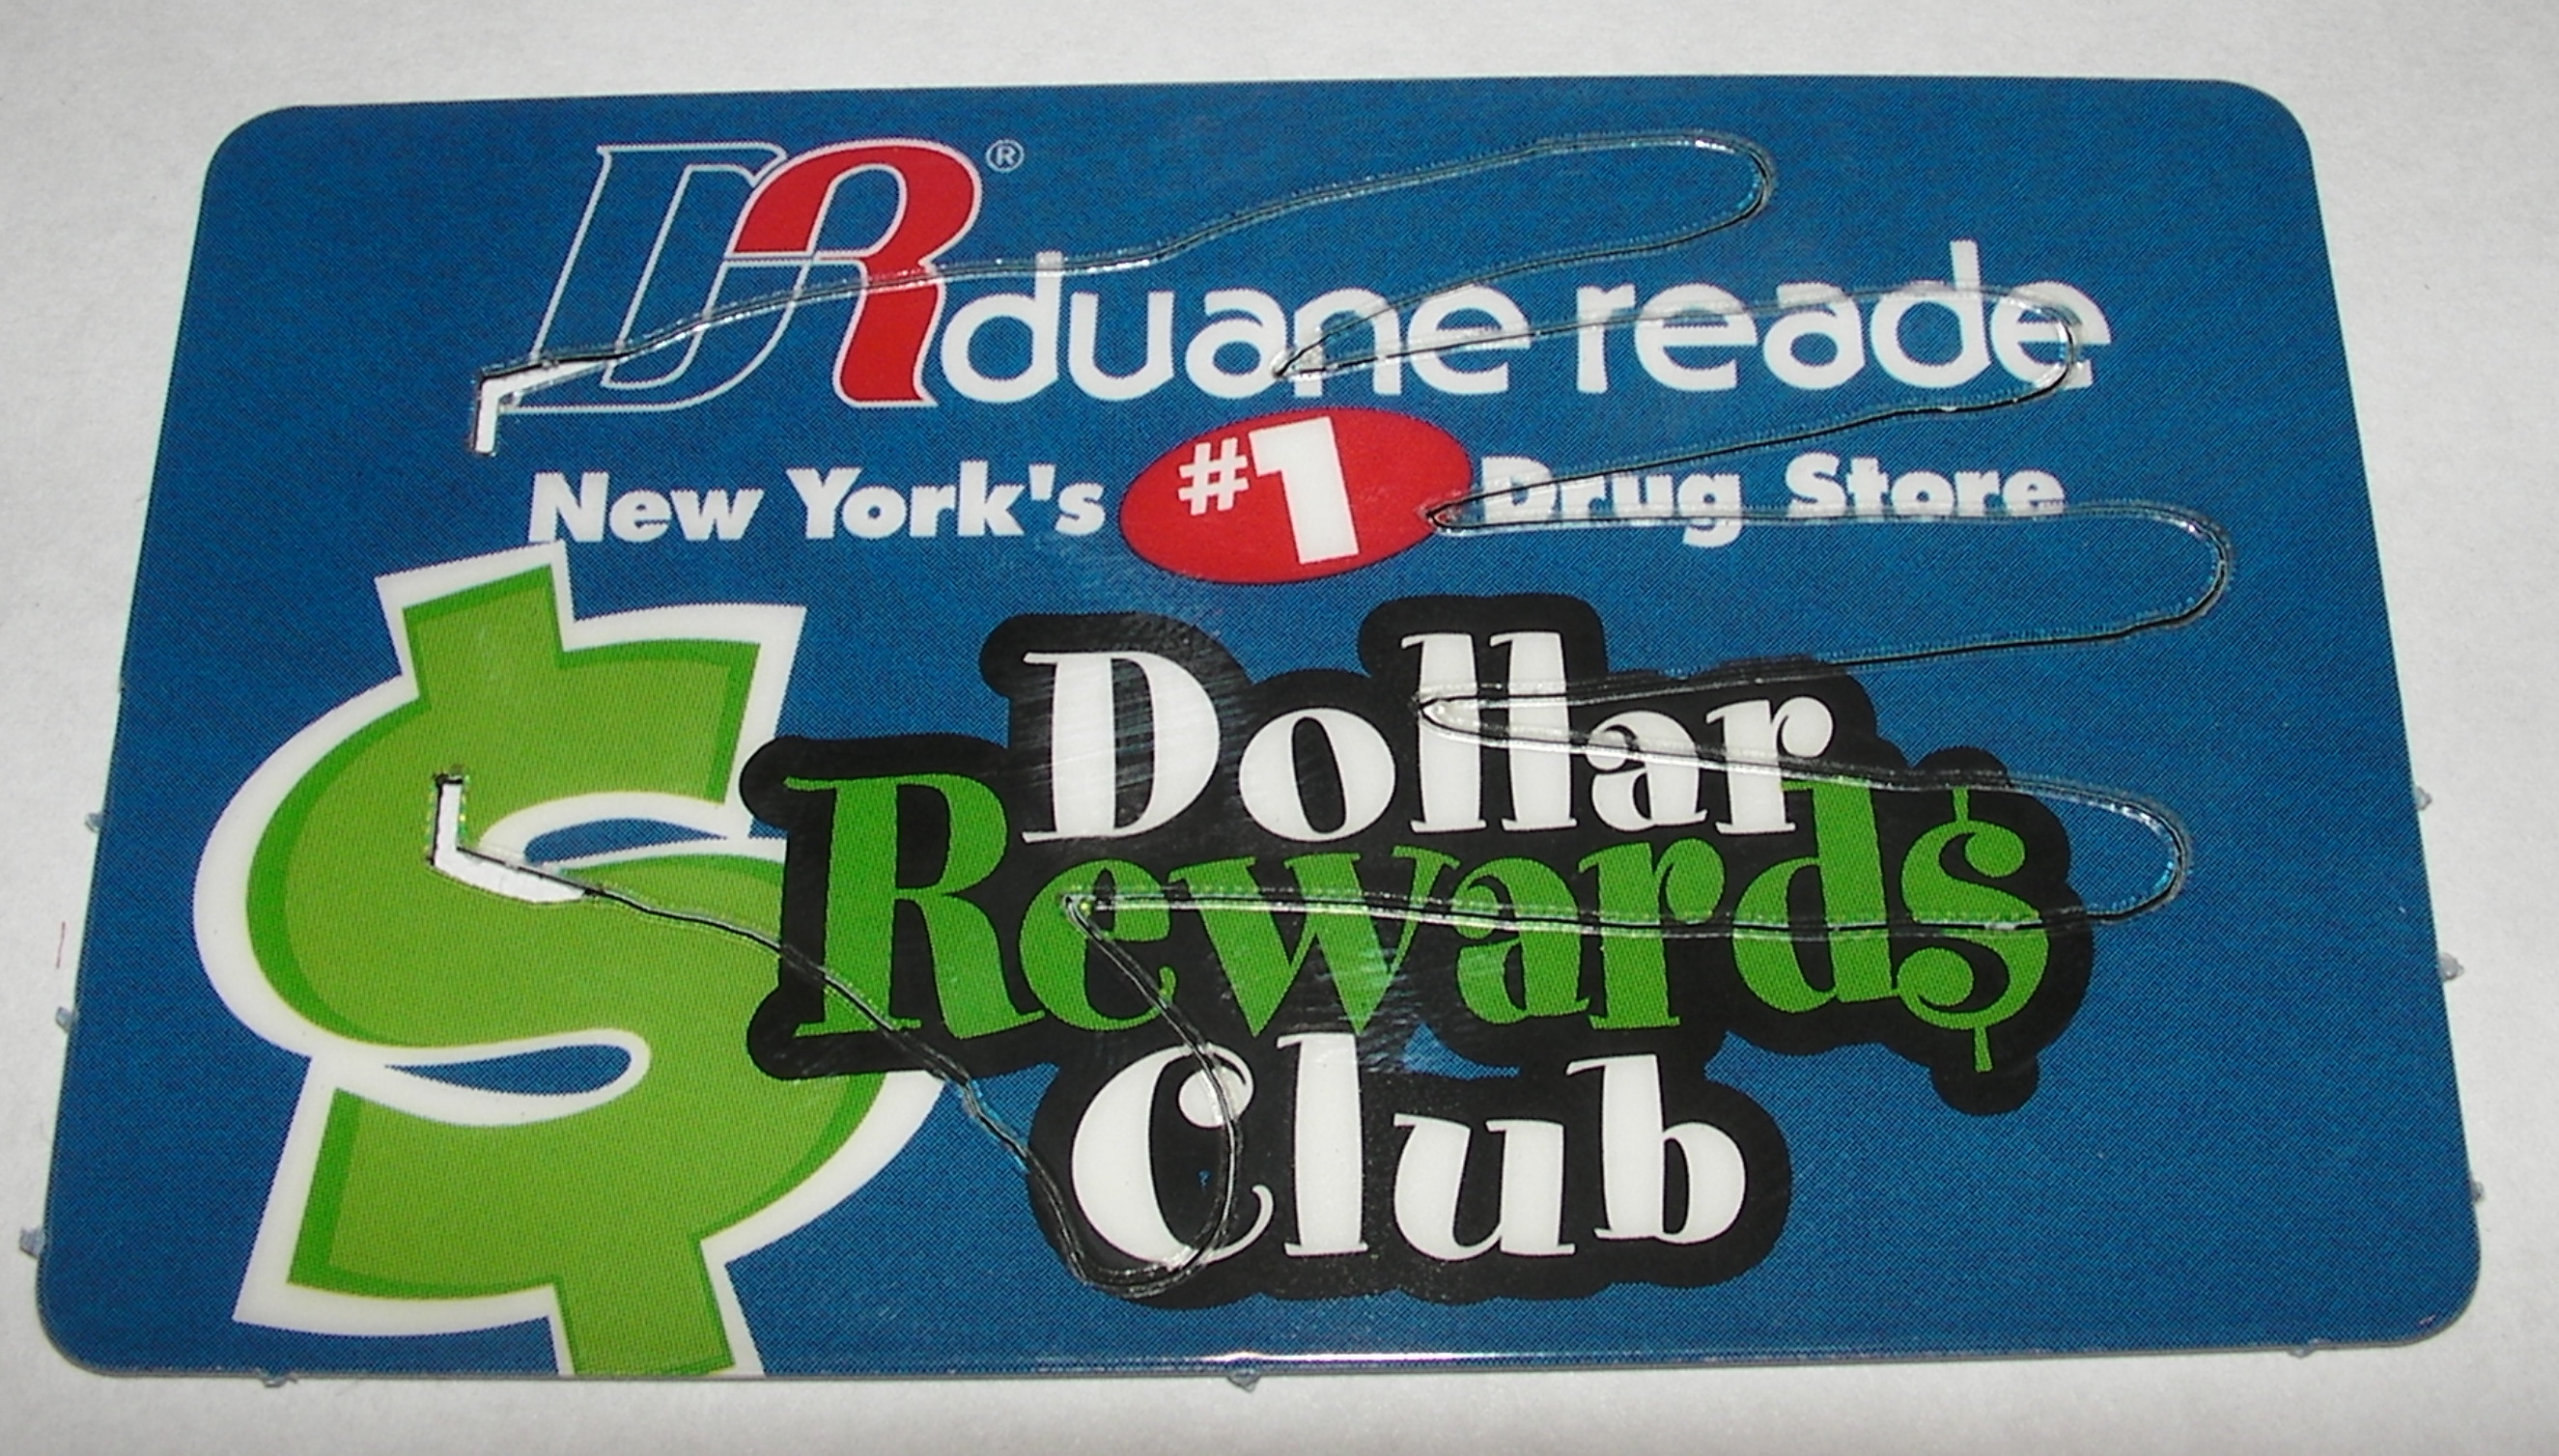 DR®
duane reade
New York's #1 Drug Store
$
Dollar
Reward$
Club